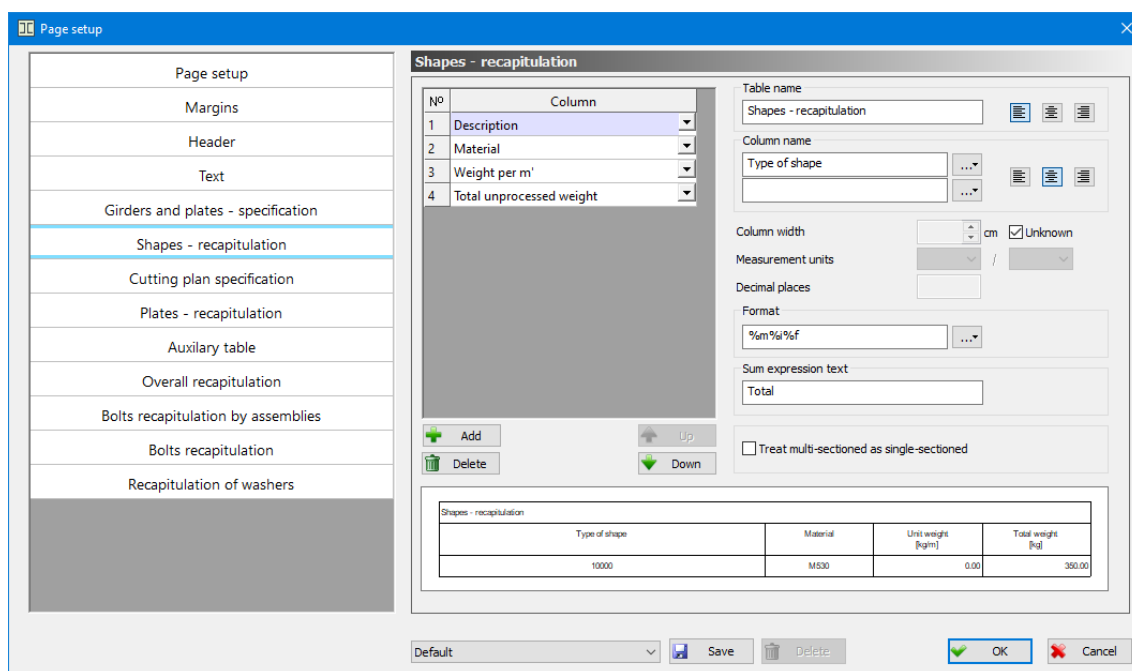 Page setup
Page setup
Margins
Header
Text
Girders and plates - specification
Shapes - recapitulation
Cutting plan specification
Plates - recapitulation
Auxilary table
Overall recapitulation
Bolts recapitulation by assemblies
Bolts recapitulation
Recapitulation of washers
Shapes - recapitulation
Nº Column
1 Description
2 Material
3 Weight per m'
4 Total unprocessed weight
Add Up
Delete Down
Table name
Shapes - recapitulation
Column name
Type of shape ...
...
Column width cm Unknown
Measurement units /
Decimal places
Format
%m%i%f ...
Sum expression text
Total
Treat multi-sectioned as single-sectioned
Shapes - recapitulation
Type of shape Material Unit weight [kg/m] Total weight [kg]
10000 M530 0.00 350.00
Default Save Delete OK Cancel